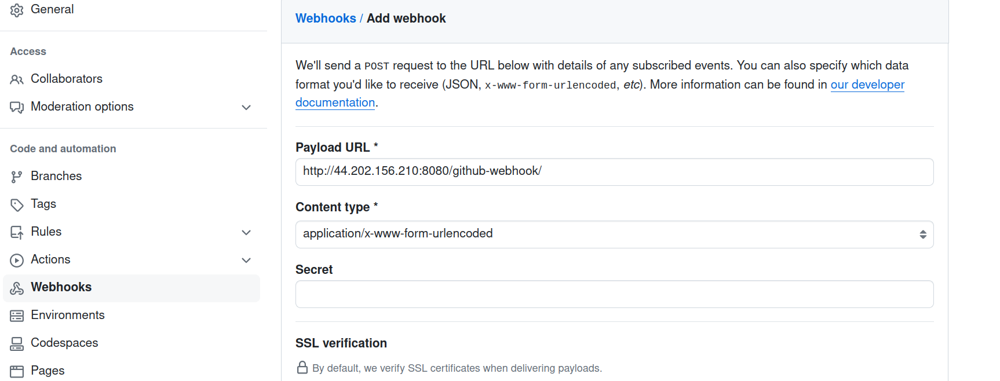 General
Access
Collaborators
Moderation options
Code and automation
Branches
Tags
Rules
Actions
Webhooks
Environments
Codespaces
Pages
Webhooks / Add webhook
We'll send a POST request to the URL below with details of any subscribed events. You can also specify which data
format you'd like to receive (JSON, x-www-form-urlencoded, etc). More information can be found in our developer
documentation.
Payload URL *
http://44.202.156.210:8080/github-webhook/
Content type *
application/x-www-form-urlencoded
Secret
SSL verification
By default, we verify SSL certificates when delivering payloads.